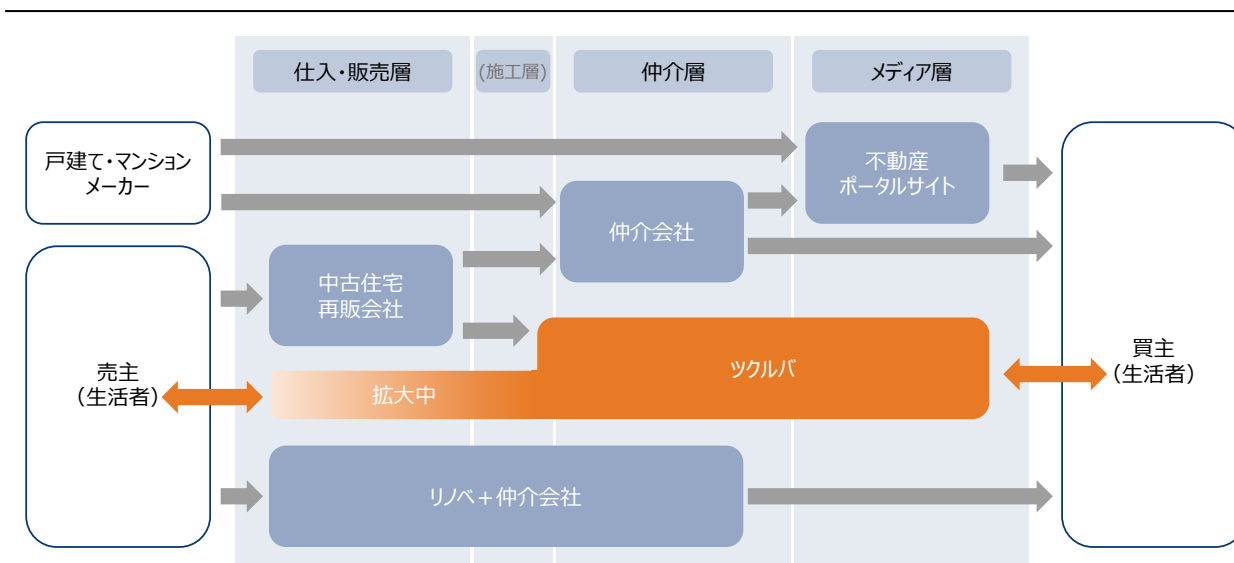 仕入・販売層
(施工層)
仲介層
メディア層
戸建て・マンション
メーカー
不動産
ポータルサイト
仲介会社
中古住宅
再販会社
売主
（生活者）
ツクルバ
拡大中
買主
（生活者）
リノベ＋仲介会社